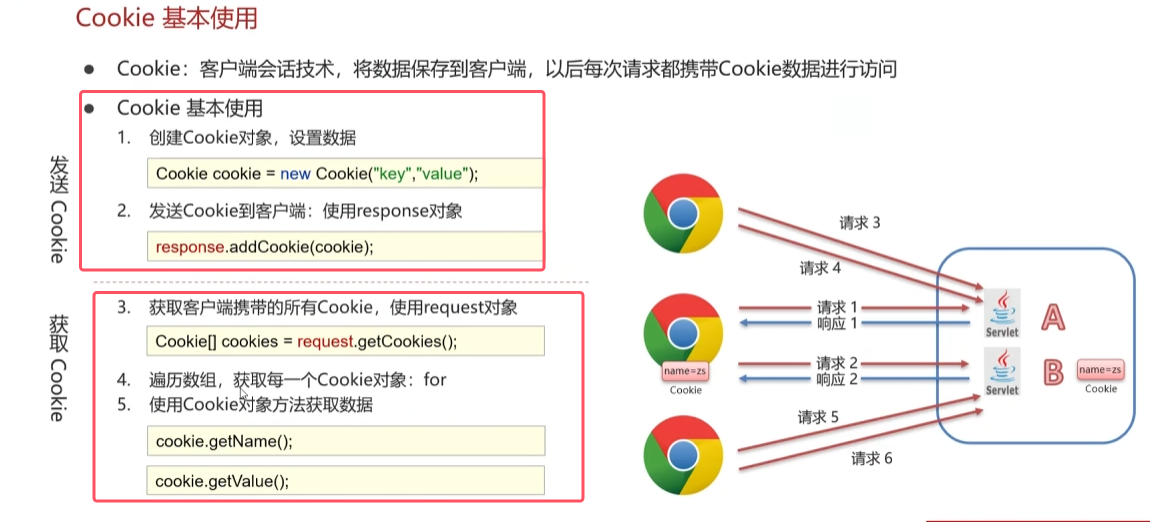 Cookie 基本使用
● Cookie：客户端会话技术，将数据保存到客户端，以后每次请求都携带Cookie数据进行访问
● Cookie 基本使用
1. 创建Cookie对象，设置数据
Cookie cookie = new Cookie("key","value");
2. 发送Cookie到客户端：使用response对象
response.addCookie(cookie);
发送 Cookie
3. 获取客户端携带的所有Cookie，使用request对象
Cookie[] cookies = request.getCookies();
4. 遍历数组，获取每一个Cookie对象：for
5. 使用Cookie对象方法获取数据
cookie.getName();
cookie.getValue();
获取 Cookie
请求 3
请求 4
请求 1
响应 1
请求 2
响应 2
请求 5
请求 6
name=zs
Cookie
Servlet
A
Servlet
B
name=zs
Cookie